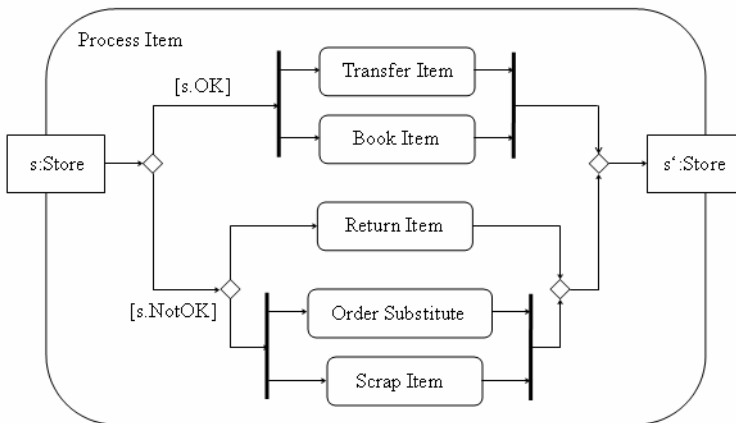 Process Item
[s.OK]
Transfer Item
Book Item
s:Store
s‘:Store
Return Item
[s.NotOK]
Order Substitute
Scrap Item